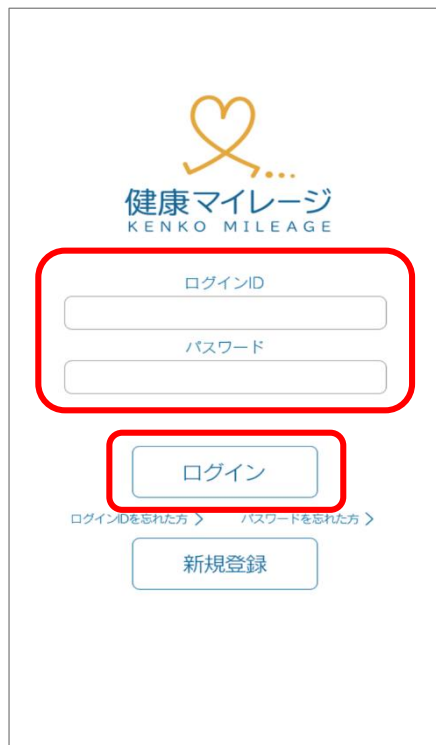 健康マイレージ
KENKO MILEAGE
ログインID
パスワード
ログイン
ログインIDを忘れた方 パスワードを忘れた方
新規登録